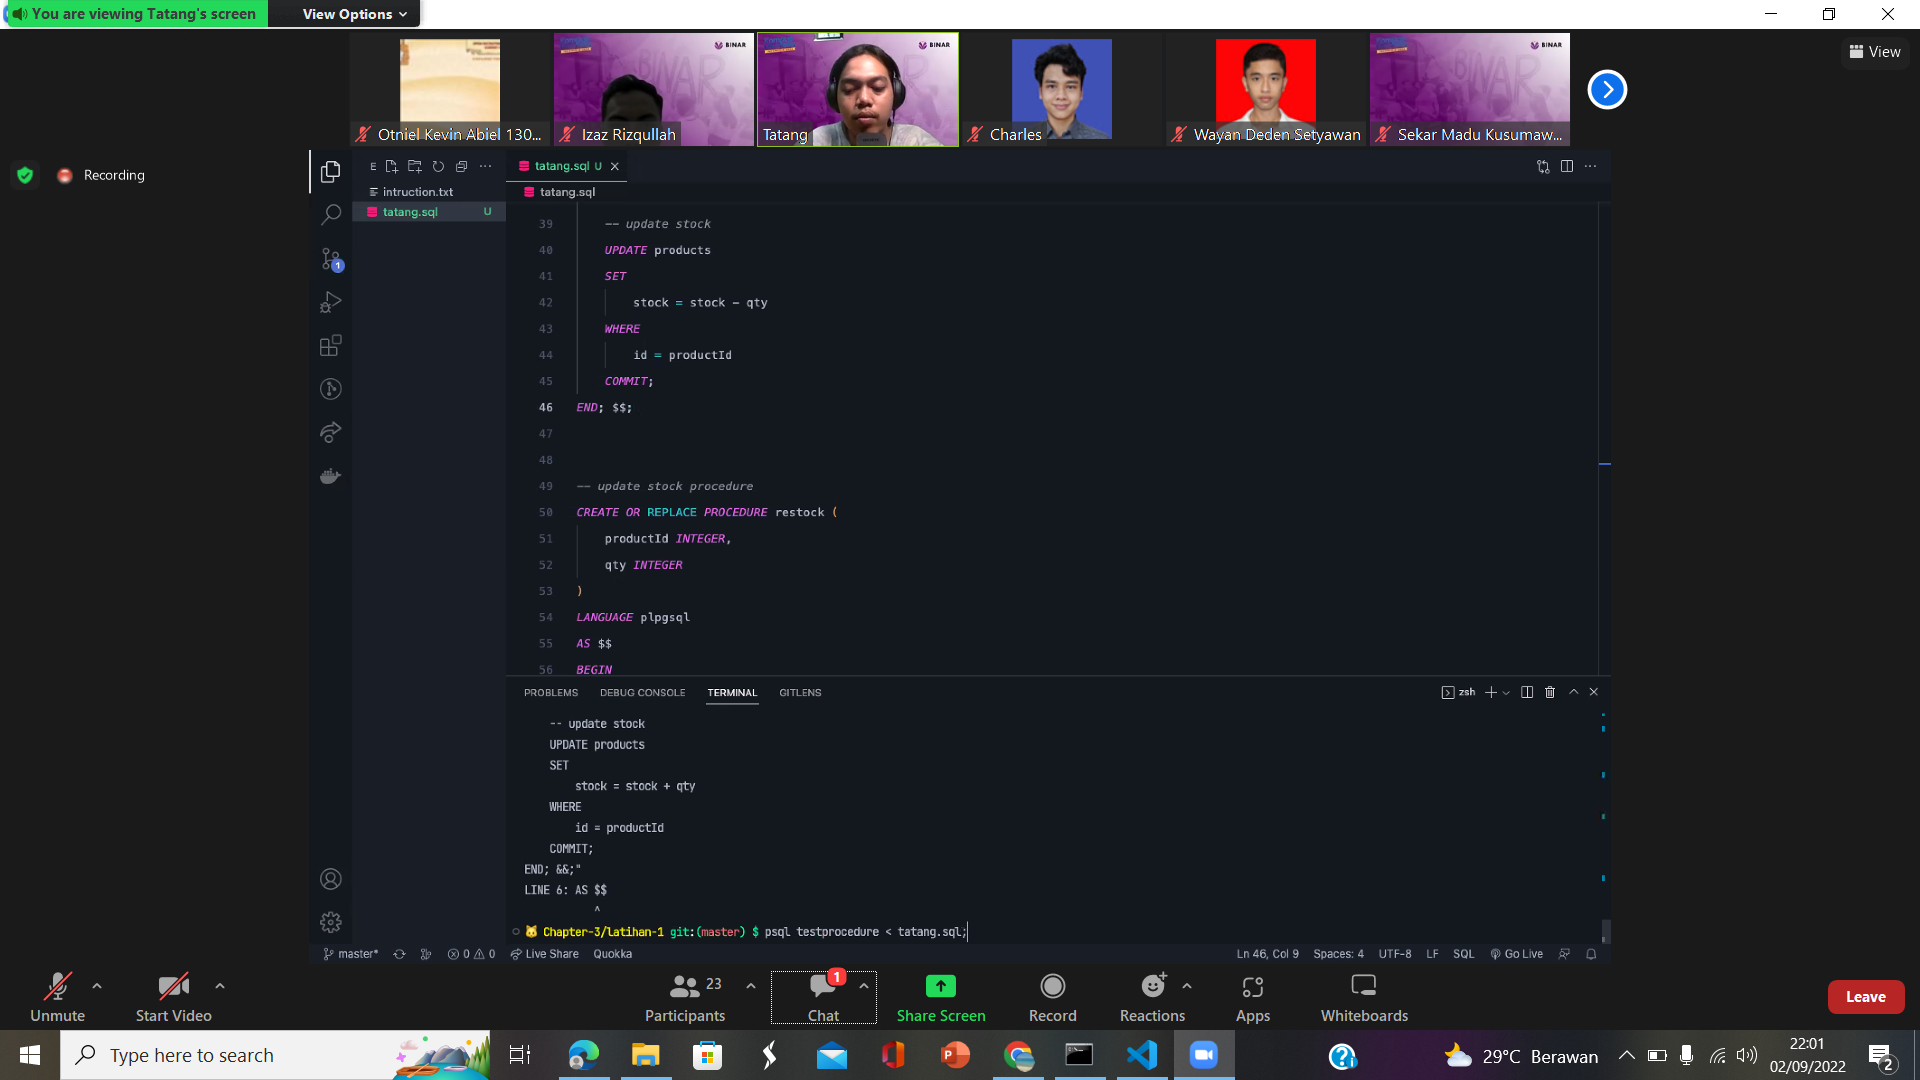 You are viewing Tatang's screen
View Options
View
BINAR
BINAR
BINAR
Otniel Kevin Abiel 130...
Izaz Rizqullah
Tatang
Charles
Wayan Deden Setyawan
Sekar Madu Kusumaw...
Recording
E
intruction.txt
tatang.sql
U
tatang.sql U
tatang.sql
39 -- update stock
40 UPDATE products
41 SET
42 stock = stock - qty
43 WHERE
44 id = productId
45 COMMIT;
46 END; $$;
47
48
49 -- update stock procedure
50 CREATE OR REPLACE PROCEDURE restock (
51 productId INTEGER,
52 qty INTEGER
53 )
54 LANGUAGE plpgsql
55 AS $$
56 BEGIN
1
PROBLEMS
DEBUG CONSOLE
TERMINAL
GITLENS
zsh
-- update stock
UPDATE products
SET
stock = stock + qty
WHERE
id = productId
COMMIT;
END; &&;"
LINE 6: AS $$
^
Chapter-3/latihan-1 git:(master) $ psql testprocedure < tatang.sql;
master*
0
0
Live Share
Quokka
Ln 46, Col 9
Spaces: 4
UTF-8
LF
SQL
Go Live
Unmute
Start Video
Participants
23
Chat
1
Share Screen
Record
Reactions
Apps
Whiteboards
Leave
Type here to search
29°C Berawan
22:01
02/09/2022
2